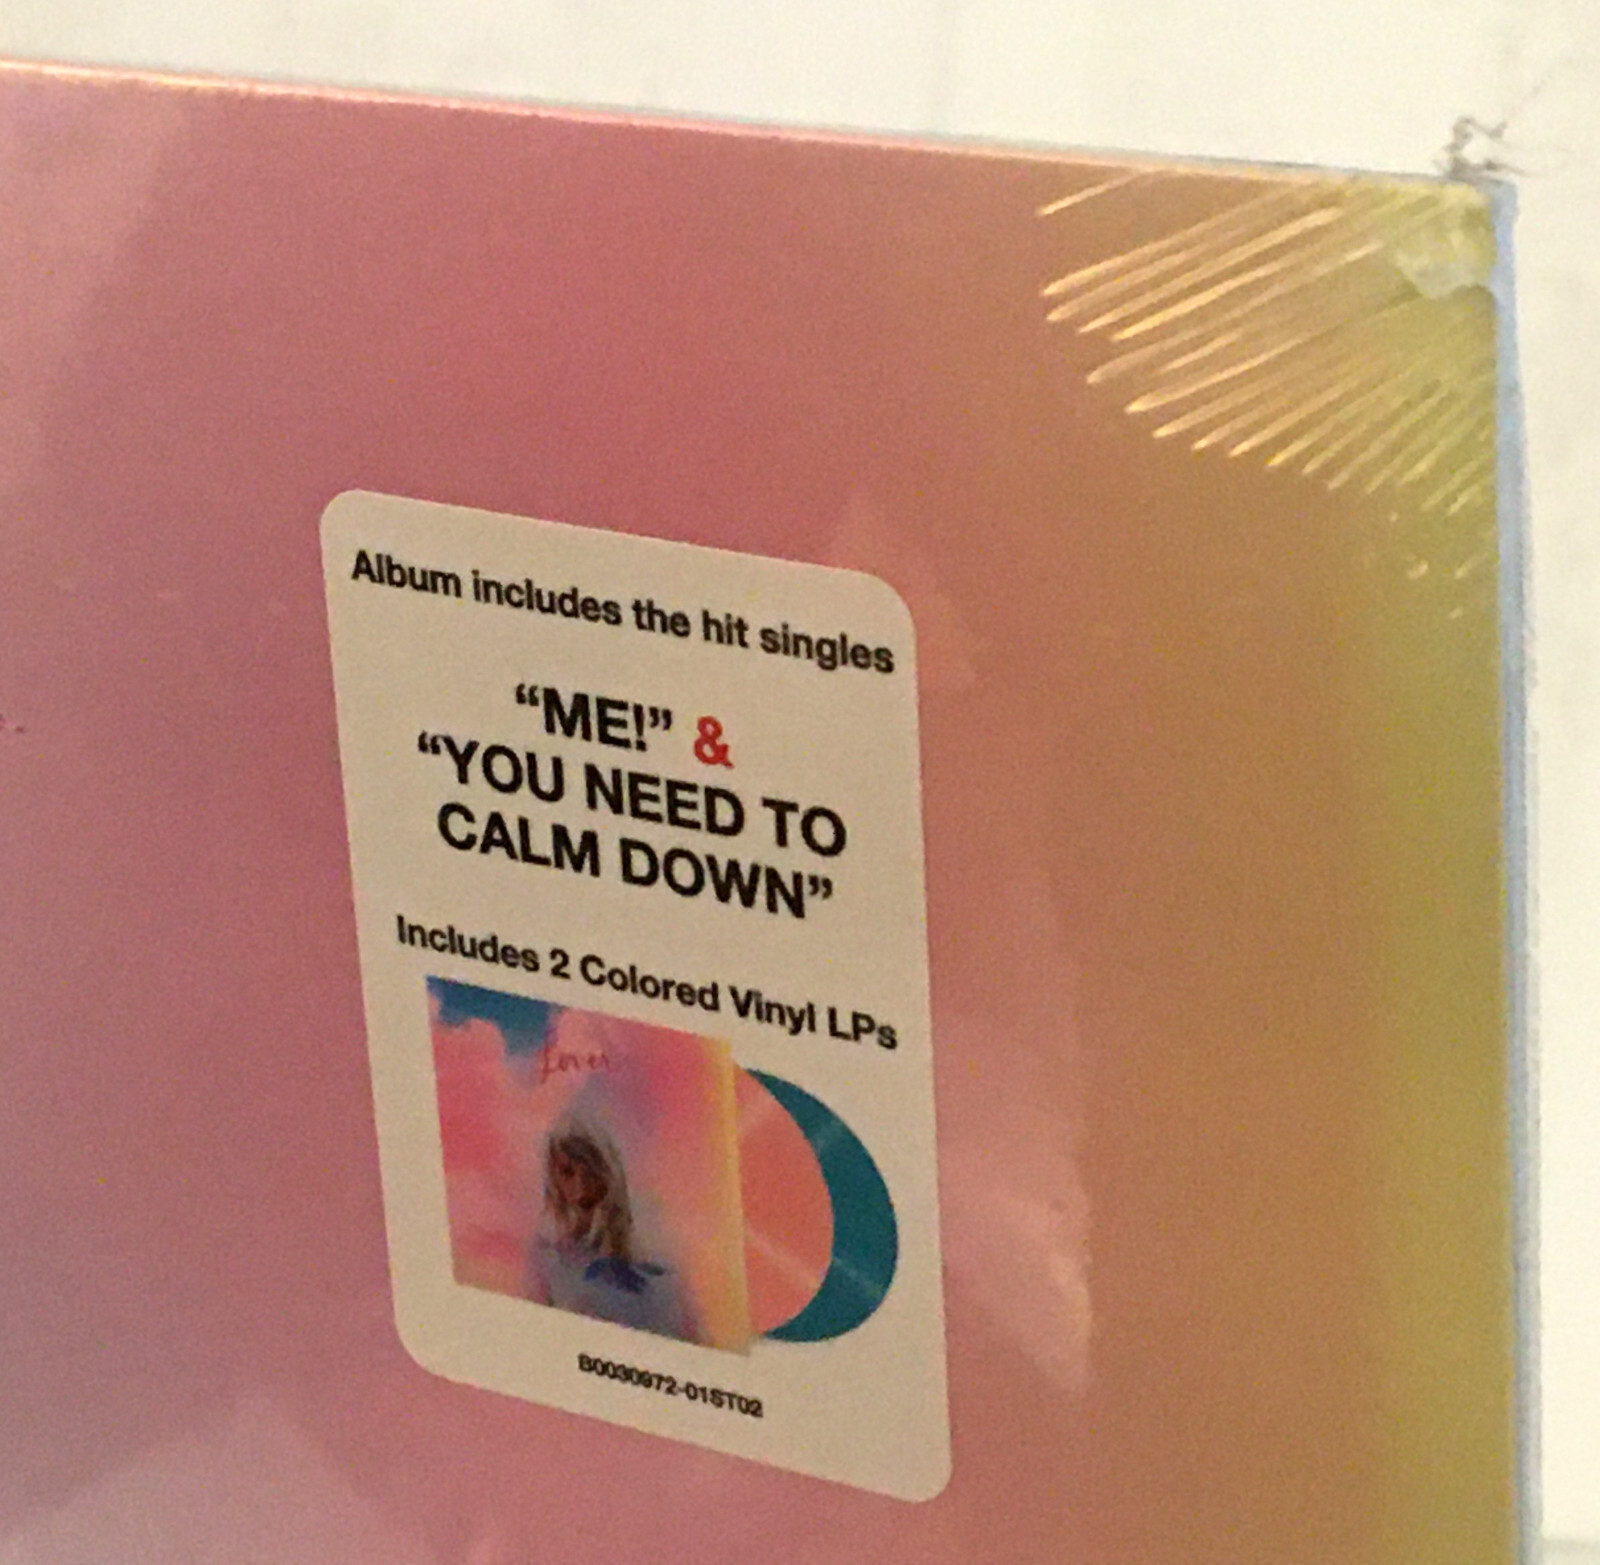 Album includes the hit singles
“ME!” &
“YOU NEED TO
CALM DOWN”
Includes 2 Colored Vinyl LPs
Lover
B0030972-01ST02